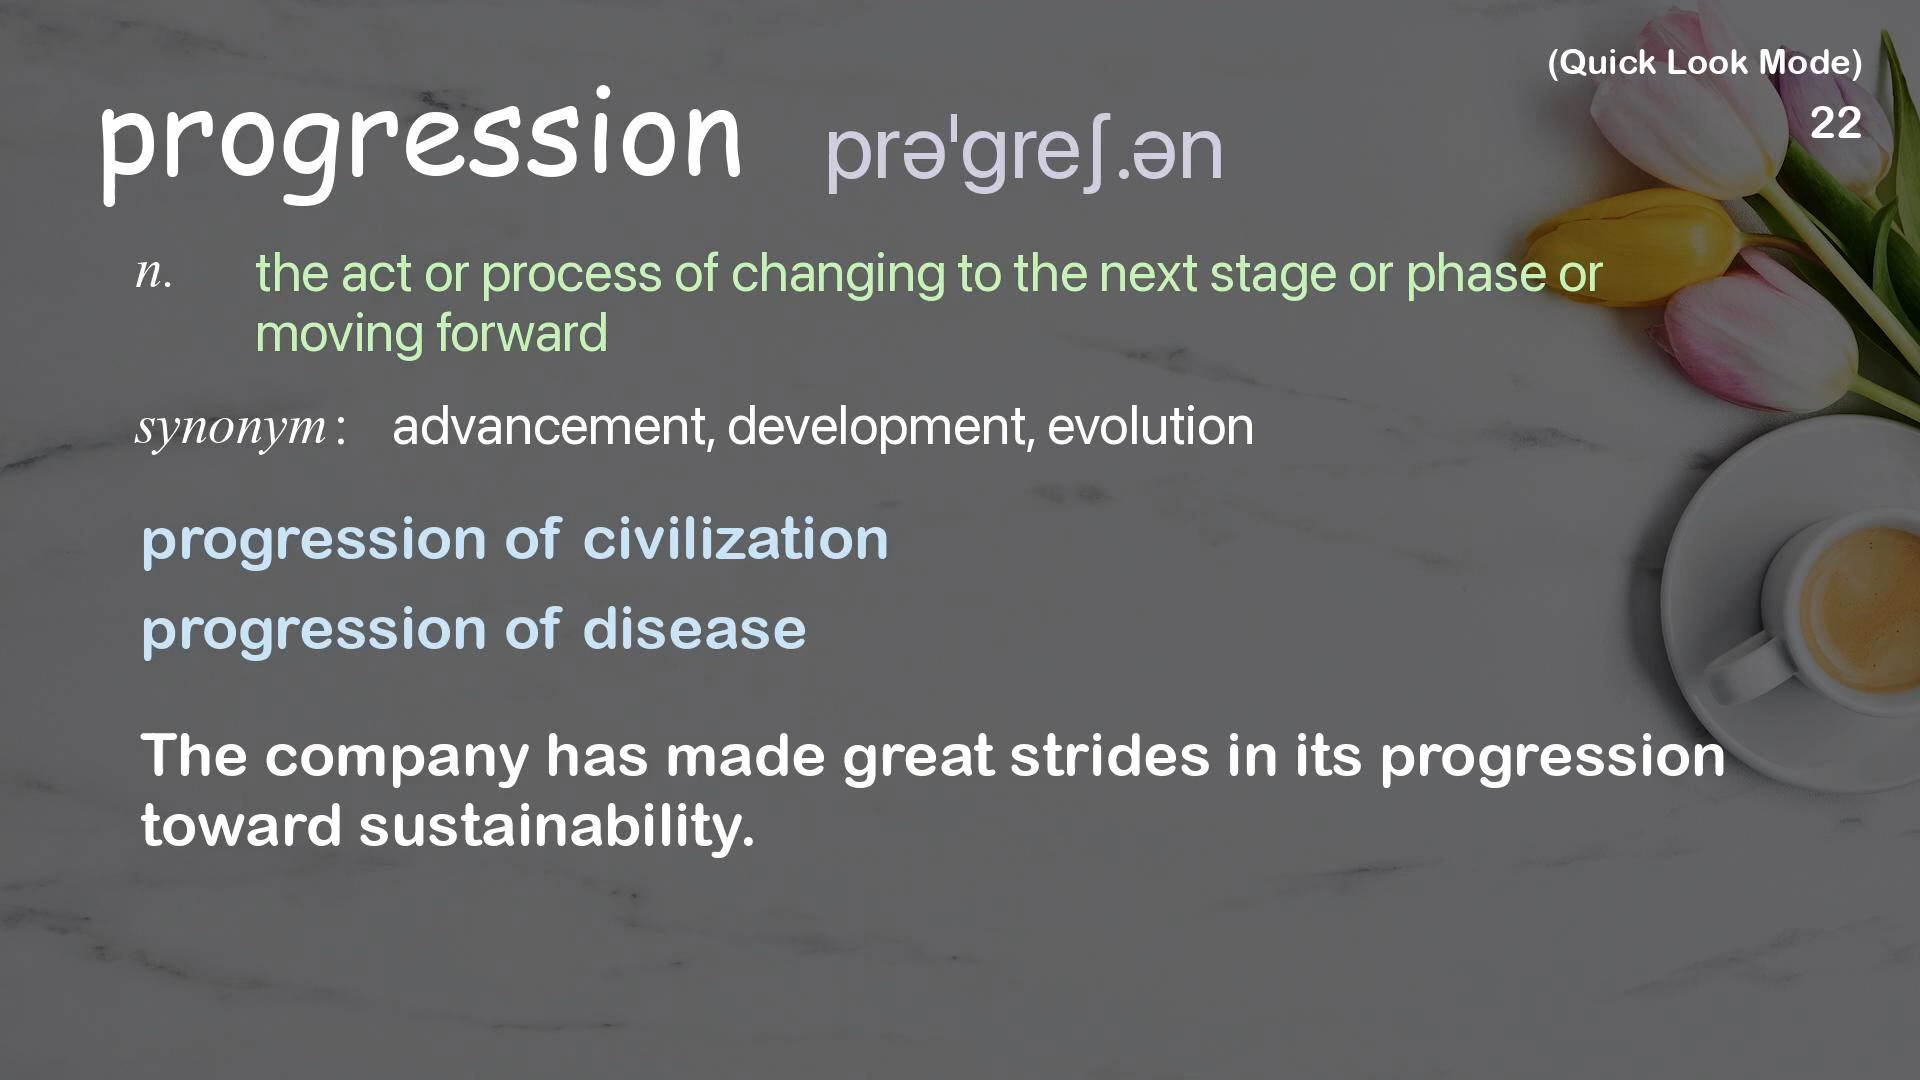 (Quick Look Mode)
22
progression prəˈgreʃ.ən
n. the act or process of changing to the next stage or phase or
moving forward
synonym: advancement, development, evolution
progression of civilization
progression of disease
The company has made great strides in its progression
toward sustainability.